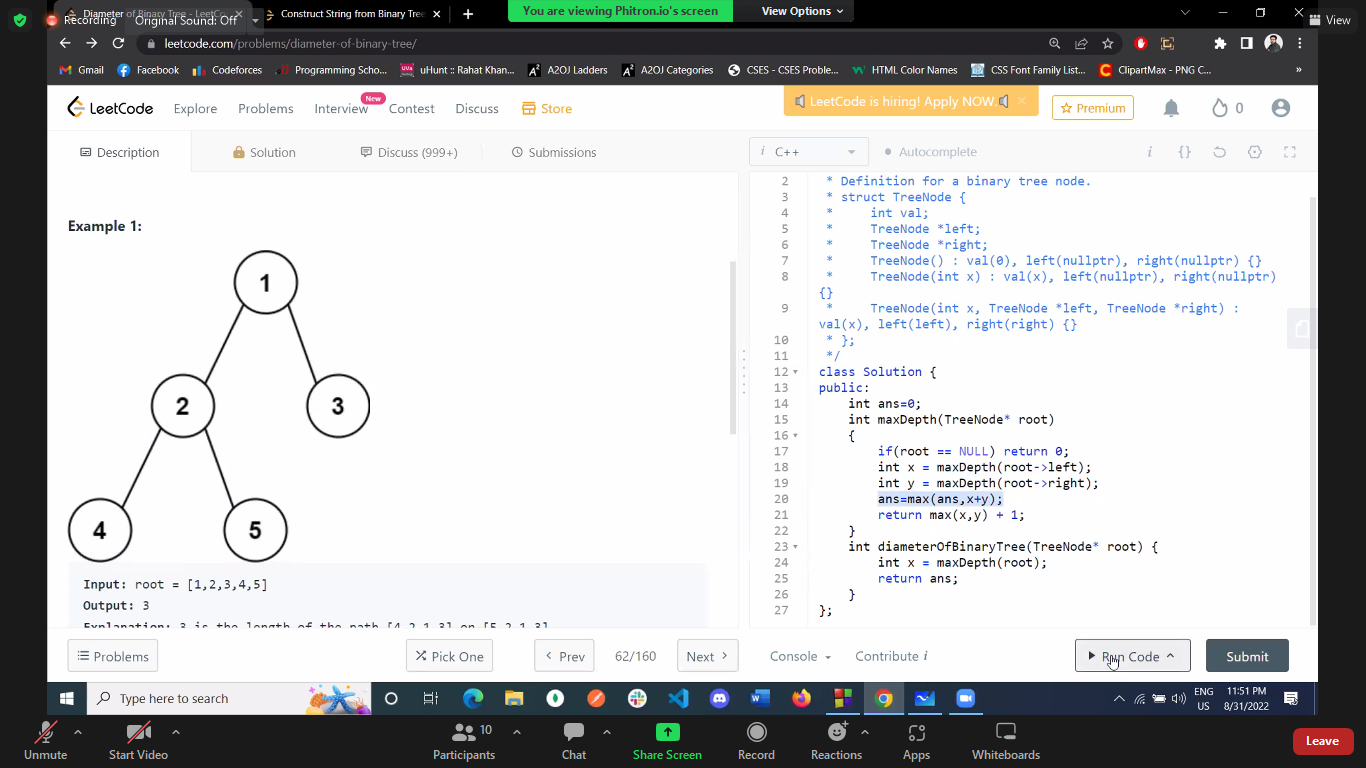 Recording
Original Sound: Off
Diameter of Binary Tree - LeetCo
Construct String from Binary Tree
You are viewing Phitron.io's screen
View Options
View
leetcode.com/problems/diameter-of-binary-tree/
Gmail
Facebook
Codeforces
Programming Scho...
uHunt :: Rahat Khan...
A2OJ Ladders
A2OJ Categories
CSES - CSES Proble...
HTML Color Names
CSS Font Family List...
ClipartMax - PNG C...
»
LeetCode
Explore
Problems
Interview
New
Contest
Discuss
Store
LeetCode is hiring! Apply NOW.
Premium
0
Description
Solution
Discuss (999+)
Submissions
i C++
Autocomplete
i {}
Example 1:
1
2
3
4
5
Input: root = [1,2,3,4,5]
Output: 3
Explanation: 3 is the length of the path [4,2,1,3] or [5,2,1,3]
2 * Definition for a binary tree node.
3 * struct TreeNode {
4 * int val;
5 * TreeNode *left;
6 * TreeNode *right;
7 * TreeNode() : val(0), left(nullptr), right(nullptr) {}
8 * TreeNode(int x) : val(x), left(nullptr), right(nullptr)
{}
9 * TreeNode(int x, TreeNode *left, TreeNode *right) :
val(x), left(left), right(right) {}
10 * };
11 */
12 class Solution {
13 public:
14 int ans=0;
15 int maxDepth(TreeNode* root)
16 {
17 if(root == NULL) return 0;
18 int x = maxDepth(root->left);
19 int y = maxDepth(root->right);
20 ans=max(ans,x+y);
21 return max(x,y) + 1;
22 }
23 int diameterOfBinaryTree(TreeNode* root) {
24 int x = maxDepth(root);
25 return ans;
26 }
27 };
Problems
Pick One
Prev
62/160
Next
Console
Contribute i
Run Code
Submit
Type here to search
ENG
US
11:51 PM
8/31/2022
Unmute
Start Video
Participants
10
Chat
Share Screen
Record
Reactions
Apps
Whiteboards
Leave